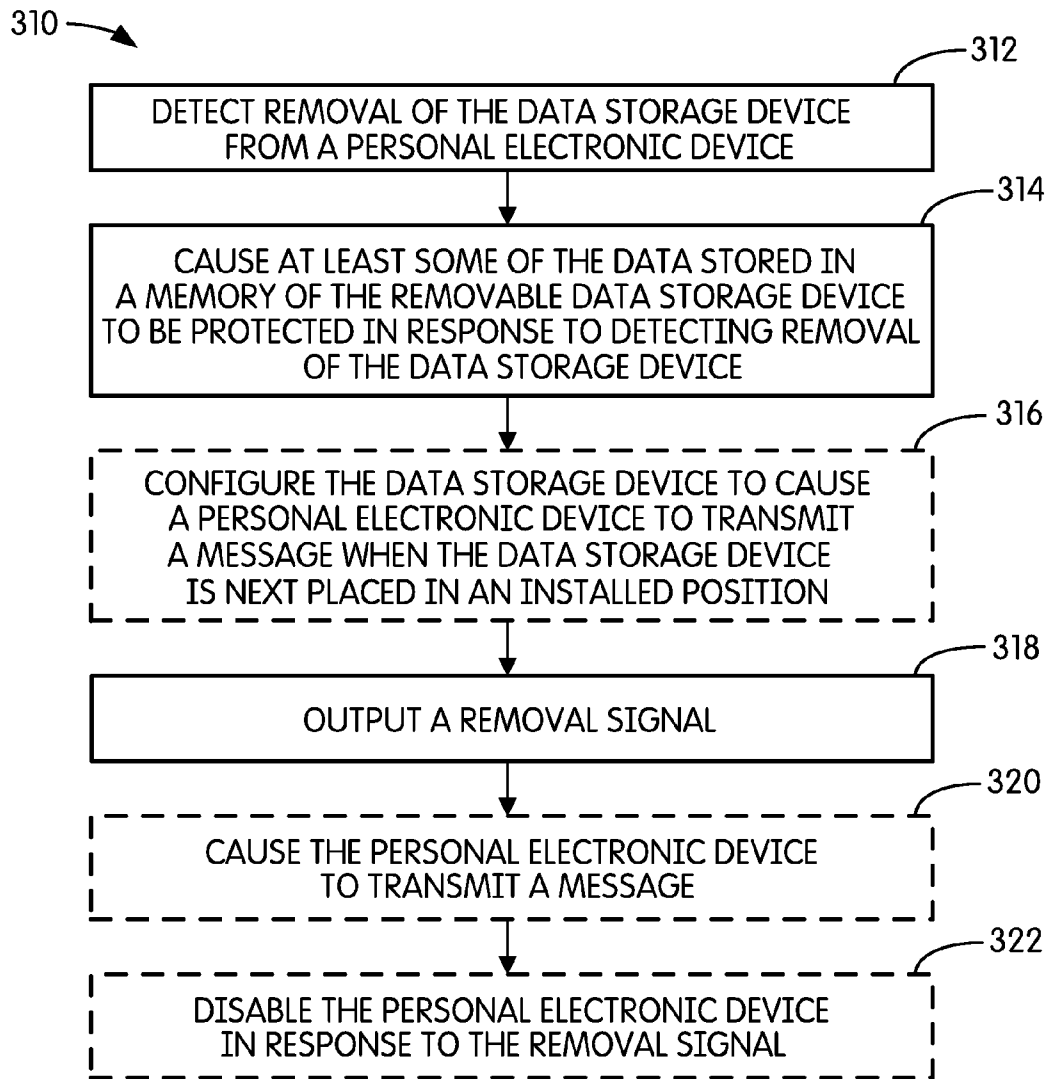 310
312
DETECT REMOVAL OF THE DATA STORAGE DEVICE
FROM A PERSONAL ELECTRONIC DEVICE
314
CAUSE AT LEAST SOME OF THE DATA STORED IN
A MEMORY OF THE REMOVABLE DATA STORAGE DEVICE
TO BE PROTECTED IN RESPONSE TO DETECTING REMOVAL
OF THE DATA STORAGE DEVICE
316
CONFIGURE THE DATA STORAGE DEVICE TO CAUSE
A PERSONAL ELECTRONIC DEVICE TO TRANSMIT
A MESSAGE WHEN THE DATA STORAGE DEVICE
IS NEXT PLACED IN AN INSTALLED POSITION
318
OUTPUT A REMOVAL SIGNAL
320
CAUSE THE PERSONAL ELECTRONIC DEVICE
TO TRANSMIT A MESSAGE
322
DISABLE THE PERSONAL ELECTRONIC DEVICE
IN RESPONSE TO THE REMOVAL SIGNAL